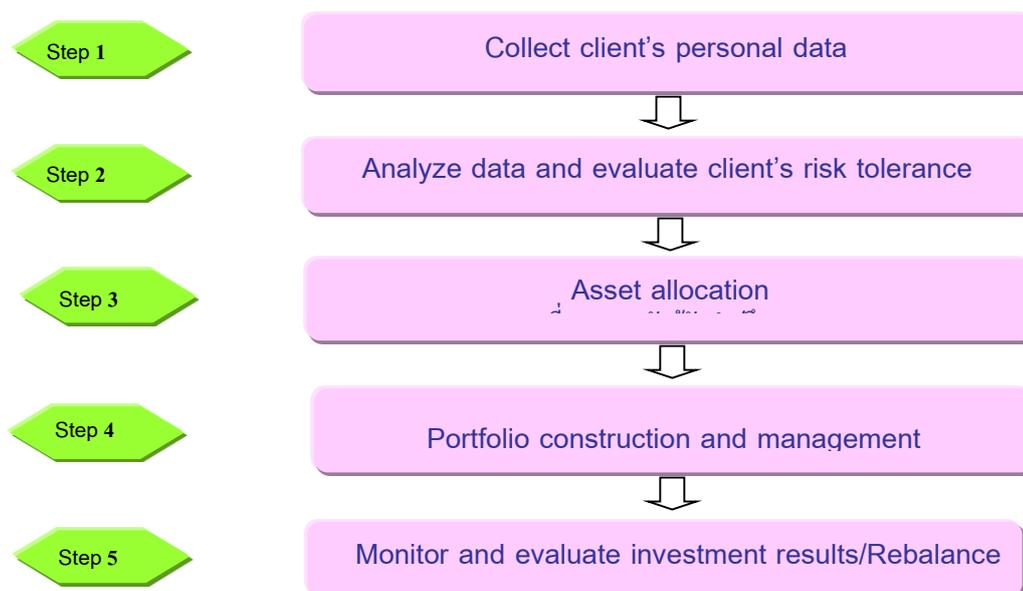 Step 1
Collect client’s personal data
Step 2
Analyze data and evaluate client’s risk tolerance
Step 3
Asset allocation
Step 4
Portfolio construction and management
Step 5
Monitor and evaluate investment results/Rebalance